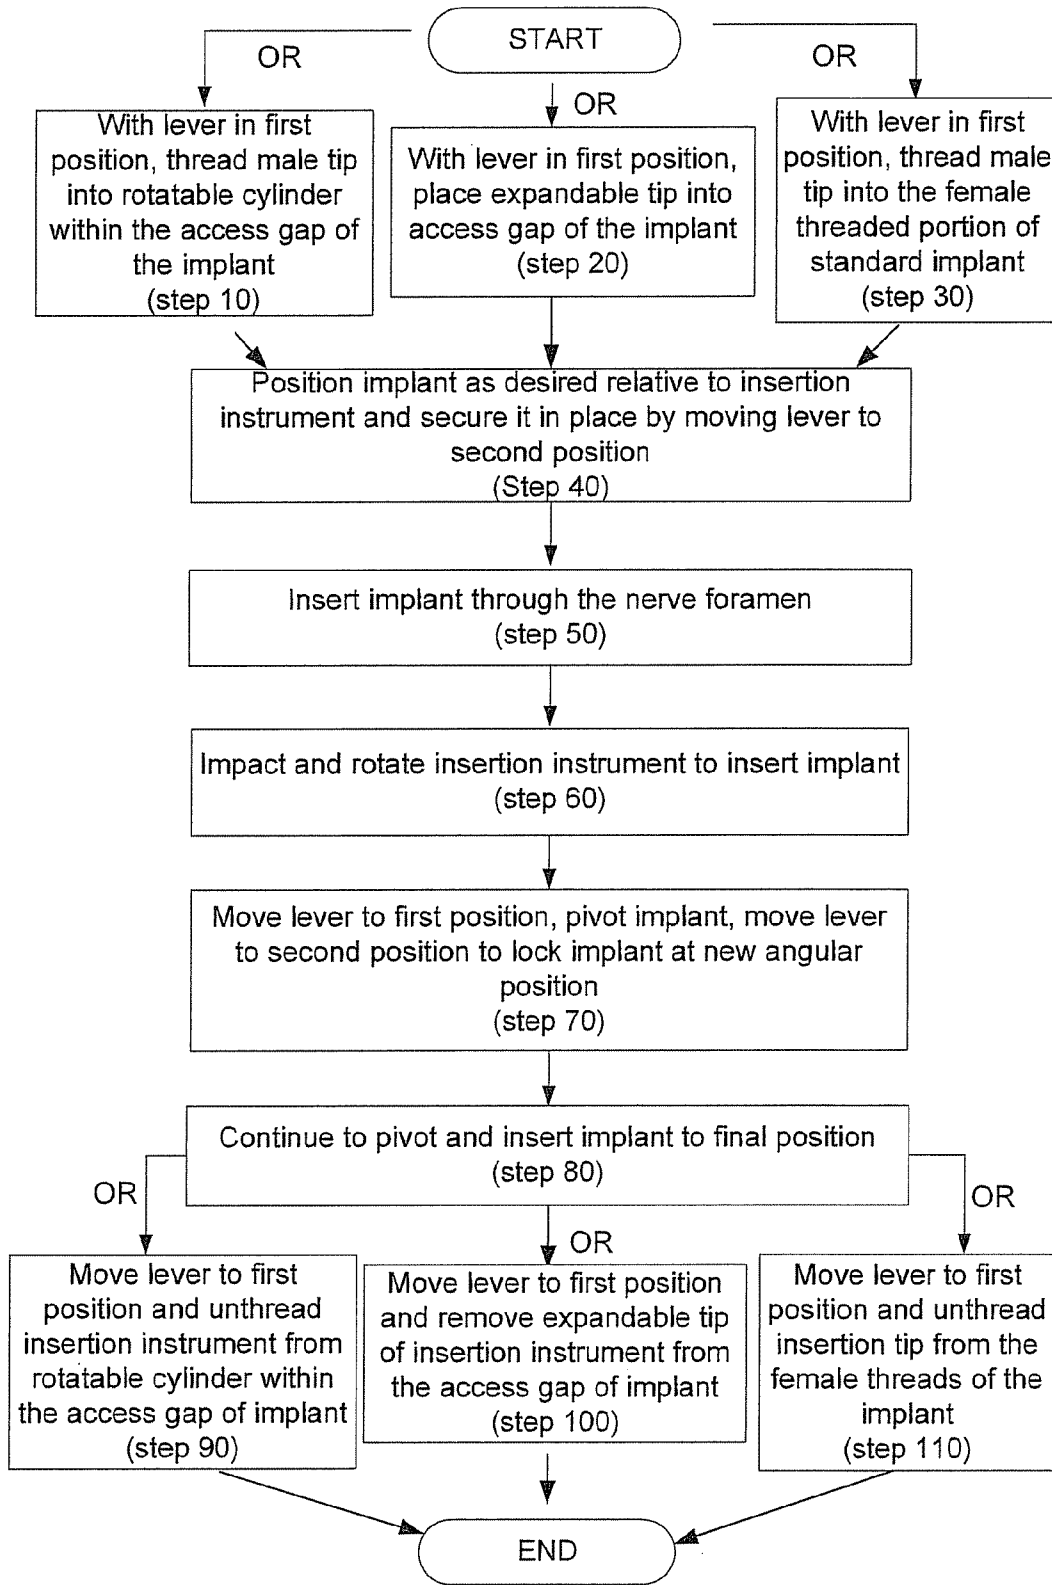 START
OR
OR
OR
With lever in first
position, thread male tip
into rotatable cylinder
within the access gap of
the implant
(step 10)
With lever in first position,
place expandable tip into
access gap of the implant
(step 20)
With lever in first
position, thread male
tip into the female
threaded portion of
standard implant
(step 30)
Position implant as desired relative to insertion
instrument and secure it in place by moving lever to
second position
(Step 40)
Insert implant through the nerve foramen
(step 50)
Impact and rotate insertion instrument to insert implant
(step 60)
Move lever to first position, pivot implant, move lever
to second position to lock implant at new angular
position
(step 70)
Continue to pivot and insert implant to final position
(step 80)
OR
OR
OR
Move lever to first
position and unthread
insertion instrument from
rotatable cylinder within
the access gap of implant
(step 90)
Move lever to first position
and remove expandable tip
of insertion instrument from
the access gap of implant
(step 100)
Move lever to first
position and unthread
insertion tip from the
female threads of the
implant
(step 110)
END